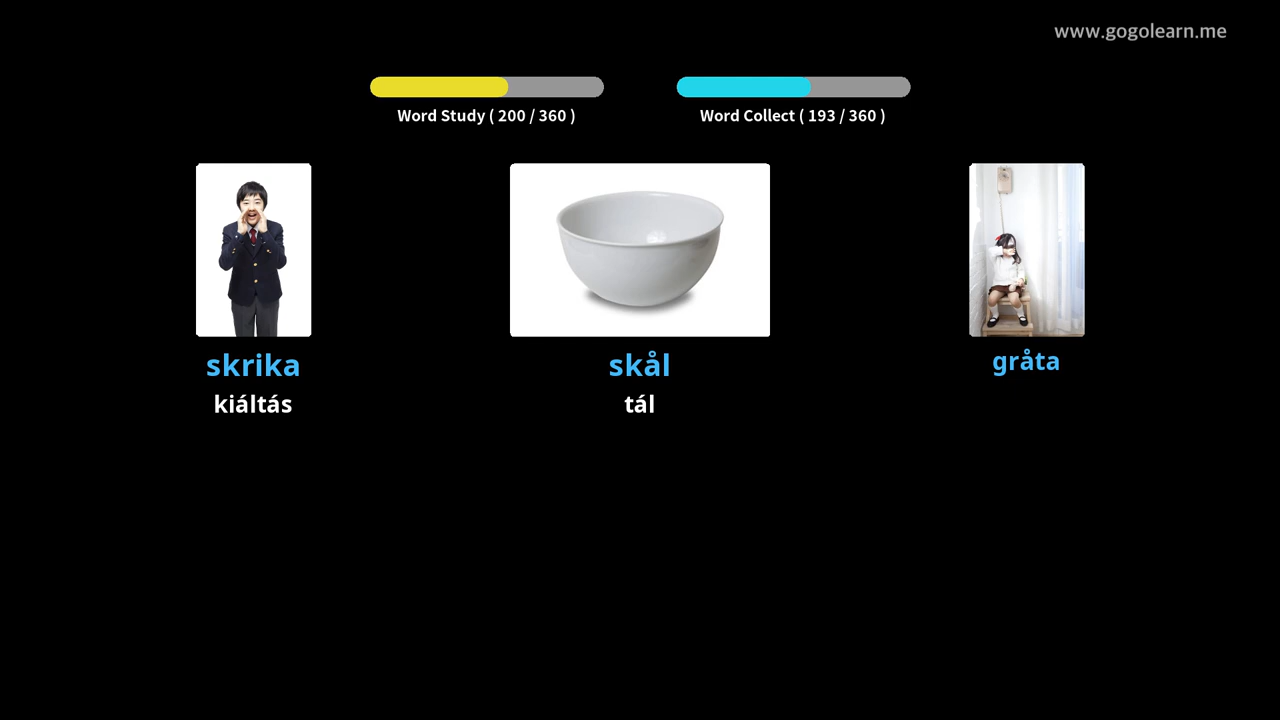 www.gogolearn.me
Word Study ( 200 / 360 )
Word Collect ( 193 / 360 )
skrika
kiáltás
skål
tál
gråta